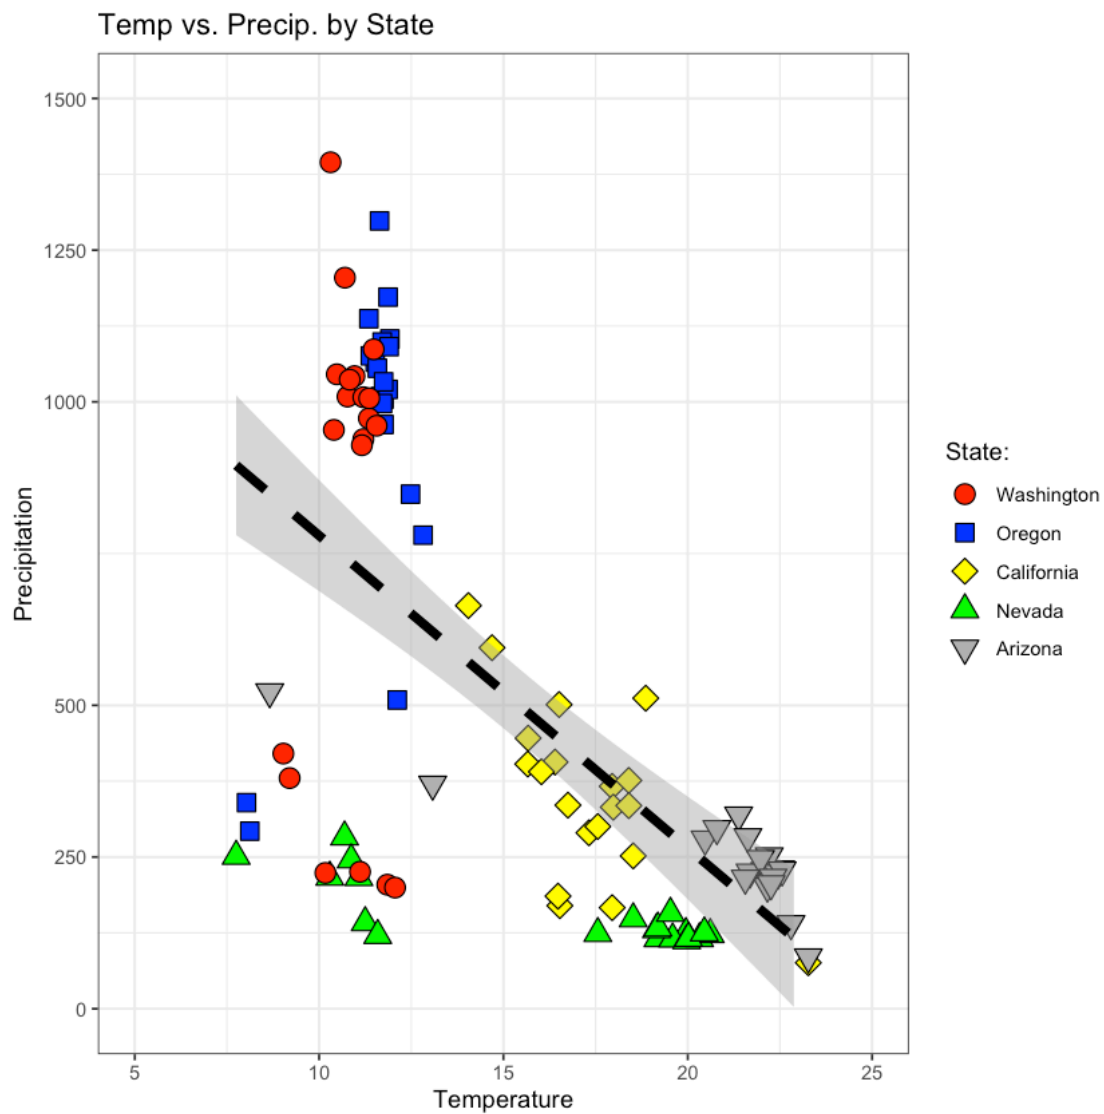 Temp vs. Precip. by State
1500
1250
1000
500
250
0
Precipitation
5
10
15
20
25
Temperature
State:
Washington
Oregon
California
Nevada
Arizona